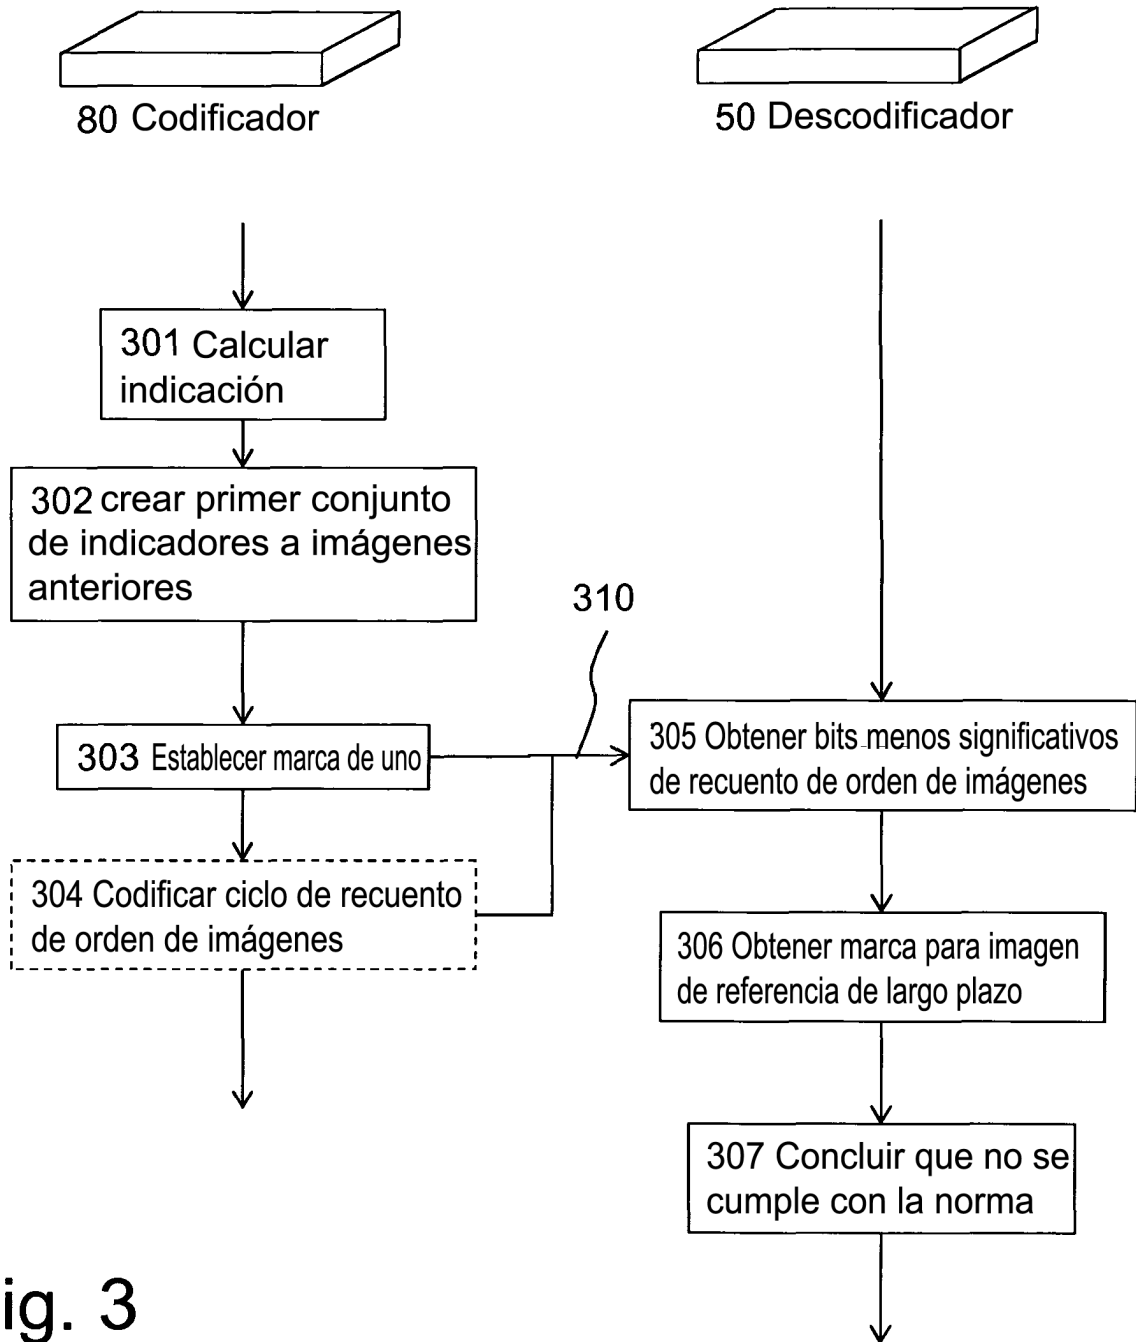 80 Codificador
50 Descodificador
301 Calcular
indicación
302 crear primer conjunto
de indicadores a imágenes
anteriores
310
303 Establecer marca de uno
305 Obtener bits menos significativos
de recuento de orden de imágenes
304 Codificar ciclo de recuento
de orden de imágenes
306 Obtener marca para imagen
de referencia de largo plazo
307 Concluir que no se
cumple con la norma
ig. 3